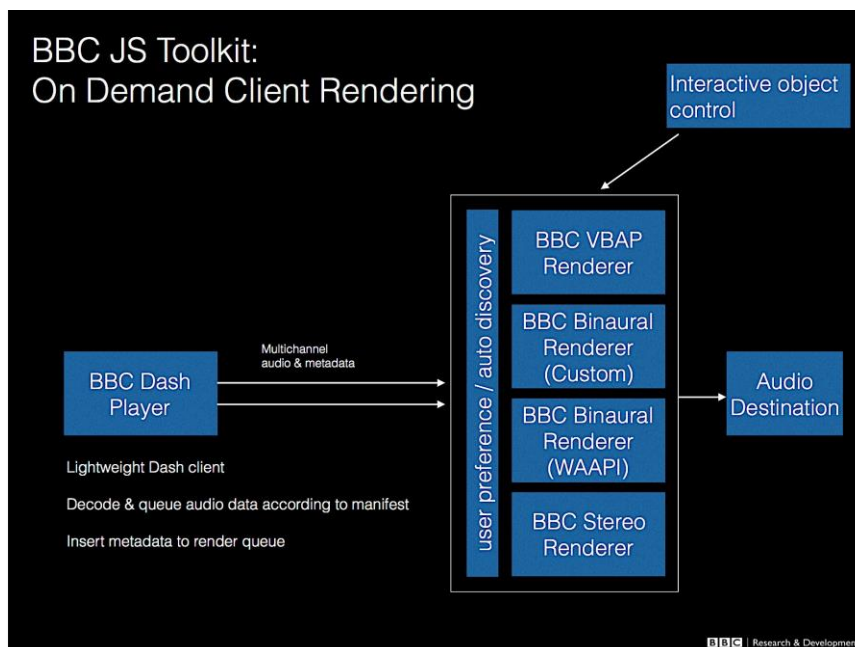 BBC JS Toolkit:
On Demand Client Rendering
Interactive object
control
user preference / auto discovery
BBC VBAP
Renderer
BBC Binaural
Renderer
(Custom)
BBC Binaural
Renderer
(WAAPI)
BBC Stereo
Renderer
Multichannel
audio & metadata
BBC Dash
Player
Audio
Destination
Lightweight Dash client
Decode & queue audio data according to manifest
Insert metadata to render queue
BBC | Research & Development